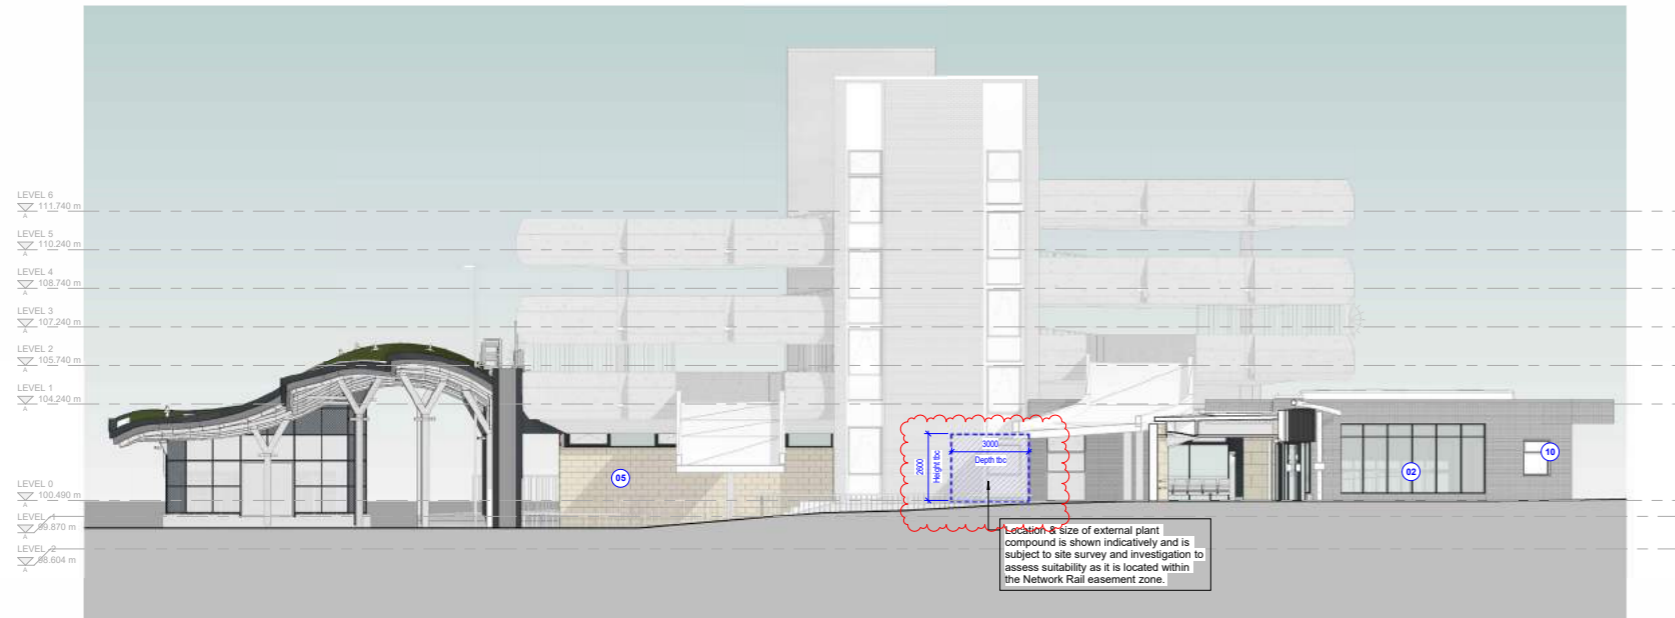 LEVEL 6
111.740 m
A
LEVEL 5
110.240 m
A
LEVEL 4
108.740 m
A
LEVEL 3
107.240 m
A
LEVEL 2
105.740 m
A
LEVEL 1
104.240 m
A
LEVEL 0
100.490 m
A
LEVEL -1
99.870 m
A
LEVEL -2
98.604 m
A
05
3000
Depth tbc
2600
Height tbc
02
10
Location & size of external plant
compound is shown indicatively and is
subject to site survey and investigation to
assess suitability as it is located within
the Network Rail easement zone.